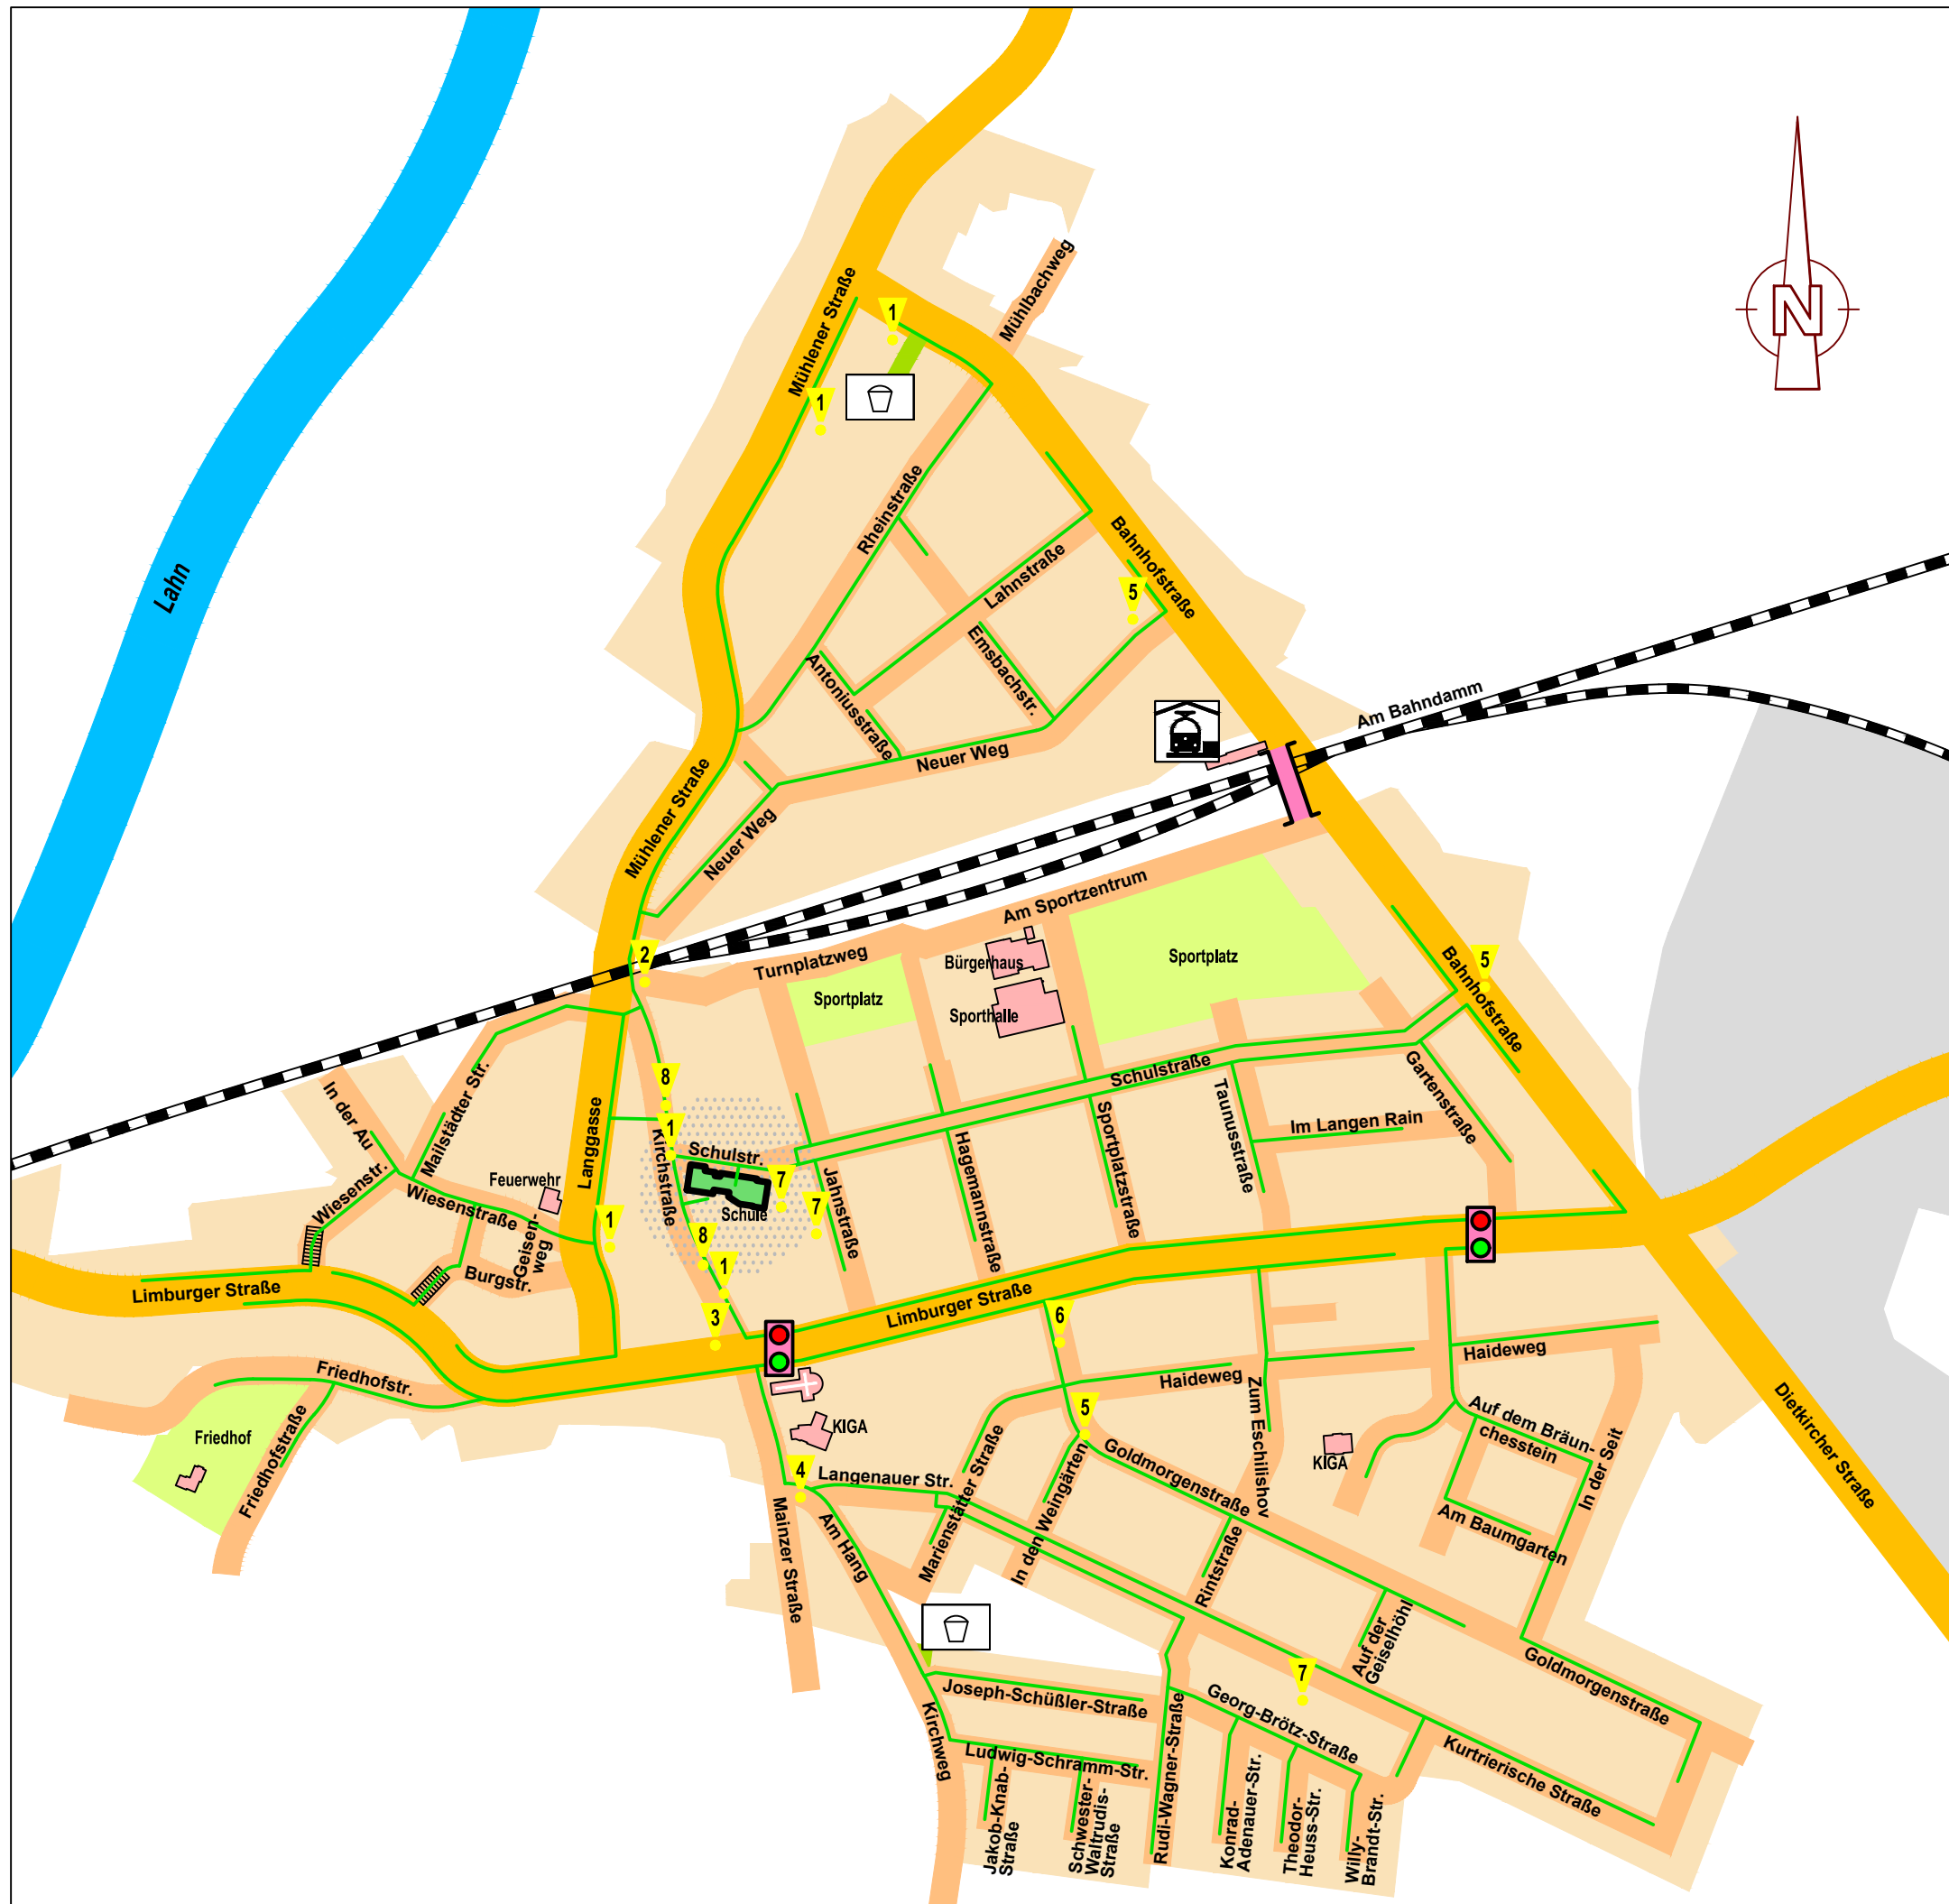 Mühlbachweg
Mühlener Straße
1
N
1
Rheinstraße
Bahnhofstraße
Lahn
Lahnstraße
5
Emsbachstr.
Antoniusstraße
Am Bahndamm
Neuer Weg
Mühlener Straße
Neuer Weg
Am Sportzentrum
2
Turnplatzweg
Bürgerhaus
Sportplatz
5
Bahnhofstraße
Sportplatz
Sporthalle
8
Schulstraße
Gartenstraße
Mailstädter Str.
In der Au
Langgasse
1
Kirchstraße
Schulstr.
Hagemannstraße
Sportplatzstraße
Taunusstraße
Im Langen Rain
Feuerwehr
7
Wiesenstr.
Wiesenstraße
Geisen-
weg
1
Schule
7
Jahnstraße
8
Burgstr.
1
Limburger Straße
3
Limburger Straße
6
Haideweg
Friedhofstr.
Haideweg
Zum Eschilishov
Dietkircher Straße
Friedhof
Friedhofstraße
KIGA
5
Auf dem Bräun-
chesstein
In der Seit
KIGA
4
Langenauer Str.
Marienstätter Straße
Goldmorgenstraße
In den Weingärten
Am Baumgarten
Mainzer Straße
Am Hang
Rintstraße
Auf der
Geiselhöhl
7
Goldmorgenstraße
Joseph-Schüßler-Straße
Georg-Brötz-Straße
Kirchweg
Ludwig-Schramm-Str.
Rudi-Wagner-Straße
Kurtrierische Straße
Jakob-Knab-
Straße
Schwester-
Waltrudis-
Straße
Konrad-
Adenauer-Str.
Theodor-
Heuss-Str.
Willy-
Brandt-Str.